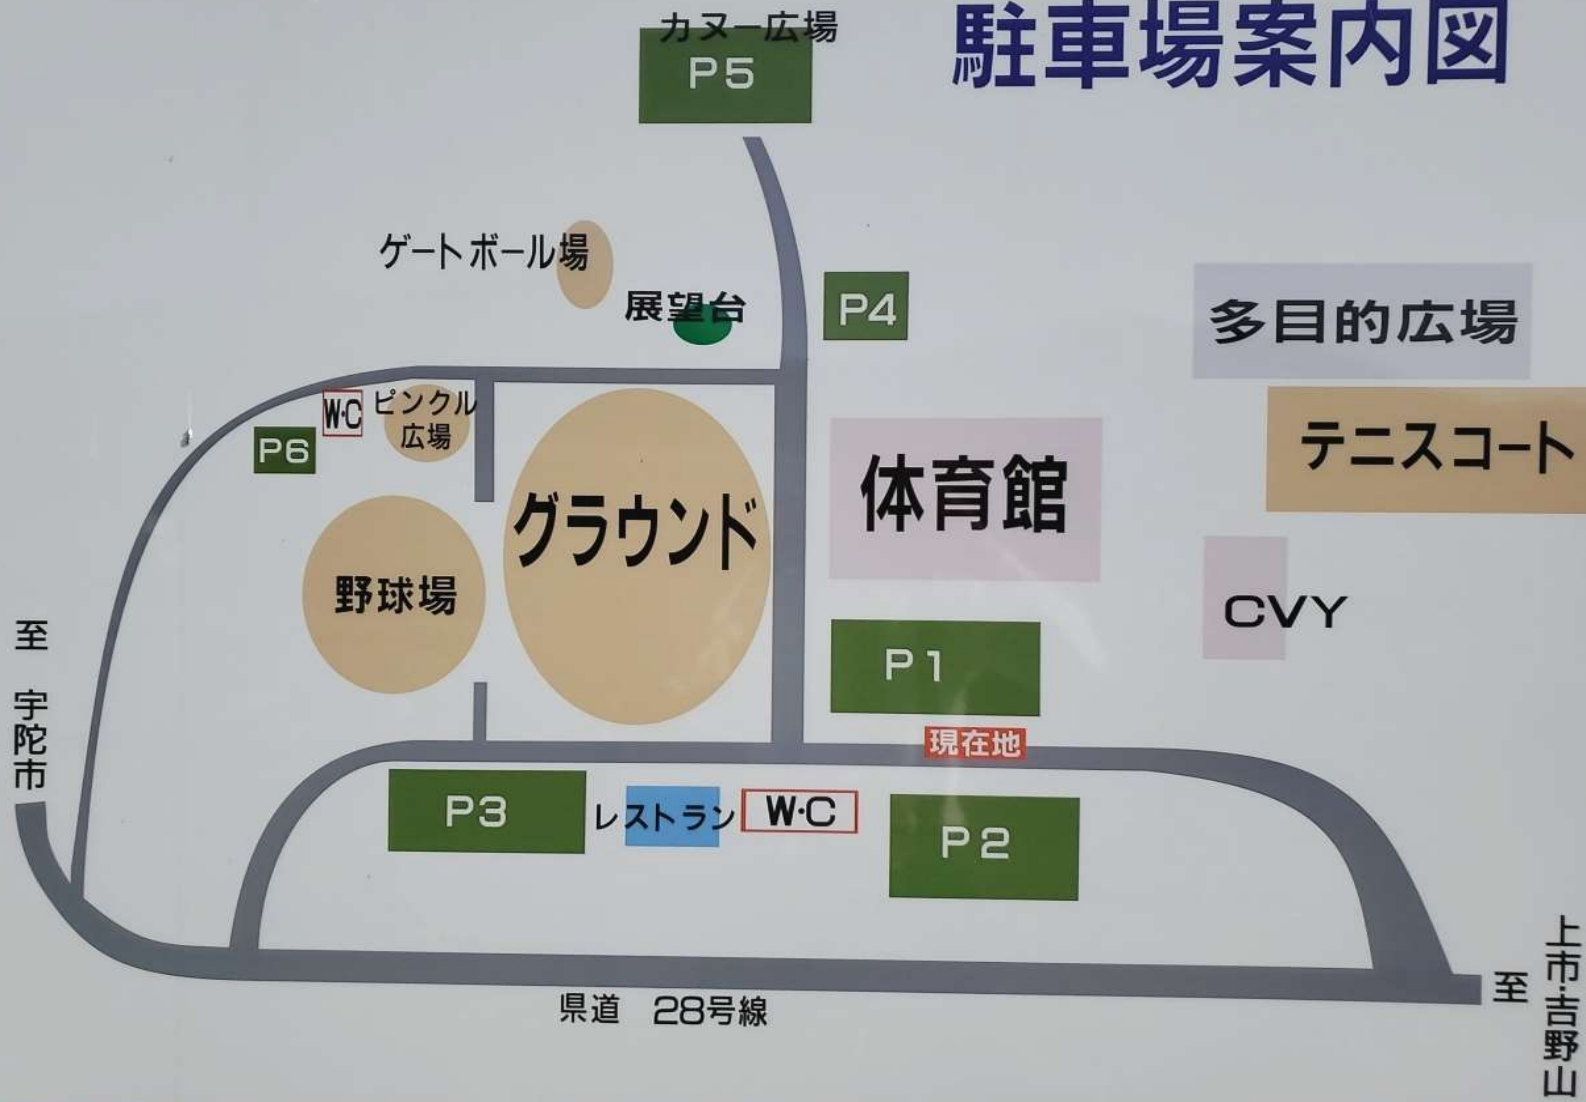 駐車場案内図
カヌー広場
P5
ゲートボール場
展望台
P4
多目的広場
テニスコート
W・C
ピンクル
広場
P6
グラウンド
体育館
野球場
CVY
P1
至 宇陀市
現在地
P3
レストラン
W・C
P2
県道 28号線
至 上市・吉野山